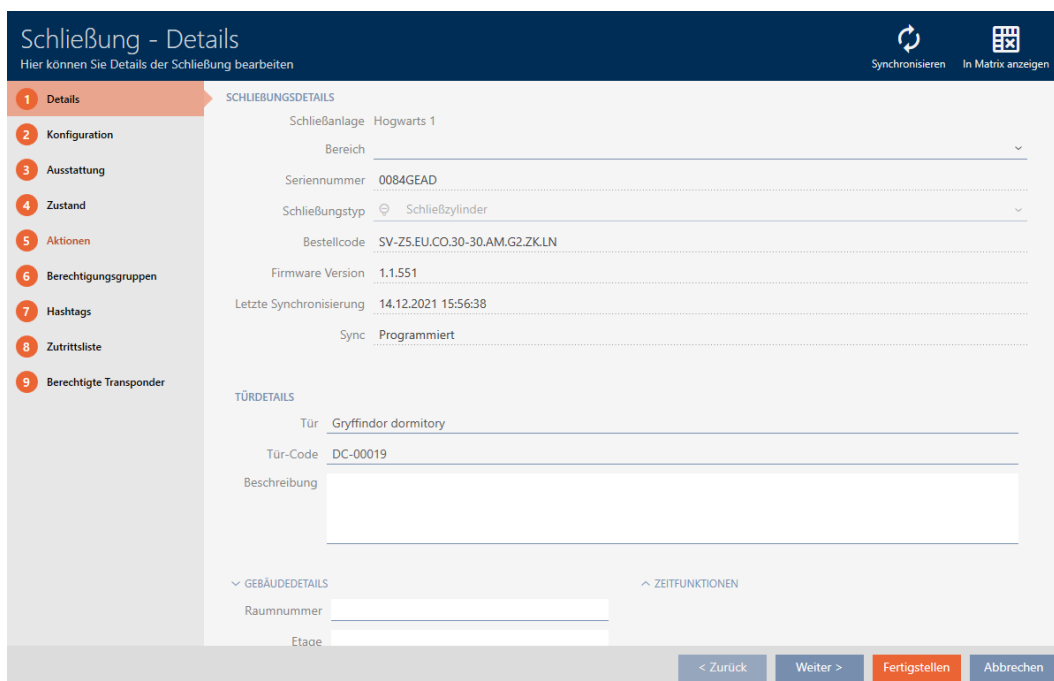 Schließung - Details
Hier können Sie Details der Schließung bearbeiten
Synchronisieren
In Matrix anzeigen
1 Details
2 Konfiguration
3 Ausstattung
4 Zustand
5 Aktionen
6 Berechtigungsgruppen
7 Hashtags
8 Zutrittsliste
9 Berechtigte Transponder
SCHLIEßUNGSDETAILS
Schließanlage Hogwarts 1
Bereich
Seriennummer 0084GEAD
Schließungstyp Schließzylinder
Bestellcode SV-Z5.EU.CO.30-30.AM.G2.ZK.LN
Firmware Version 1.1.551
Letzte Synchronisierung 14.12.2021 15:56:38
Sync Programmiert
TÜRDETAILS
Tür Gryffindor dormitory
Tür-Code DC-00019
Beschreibung
GEBÄUDEDETAILS
Raumnummer
Etage
ZEITFUNKTIONEN
< Zurück
Weiter >
Fertigstellen
Abbrechen